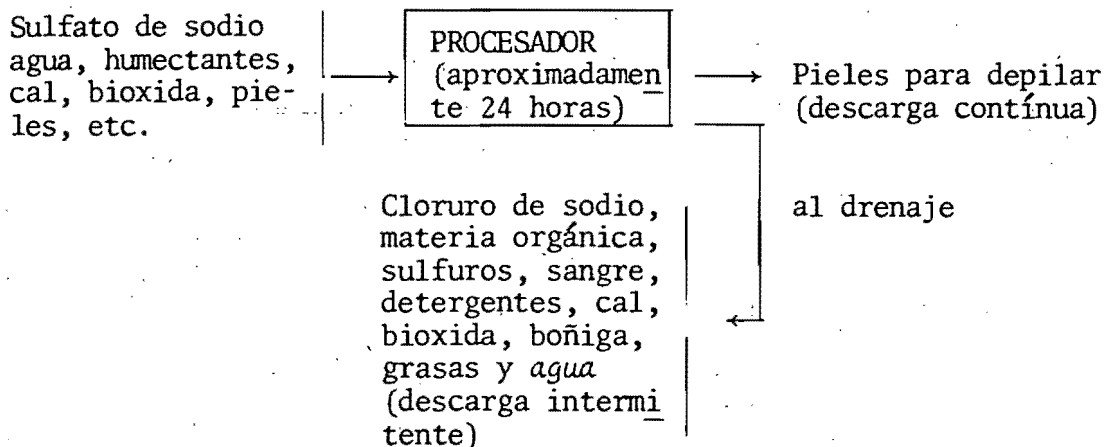 Sulfato de sodio
agua, humectantes,
cal, bioxida, pie-
les, etc.
PROCESADOR
(aproximadamen
te 24 horas)
Pieles para depilar
(descarga contínua)
al drenaje
Cloruro de sodio,
materia orgánica,
sulfuros, sangre,
detergentes, cal,
bioxida, boñiga,
grasas y agua
(descarga intermi
tente)